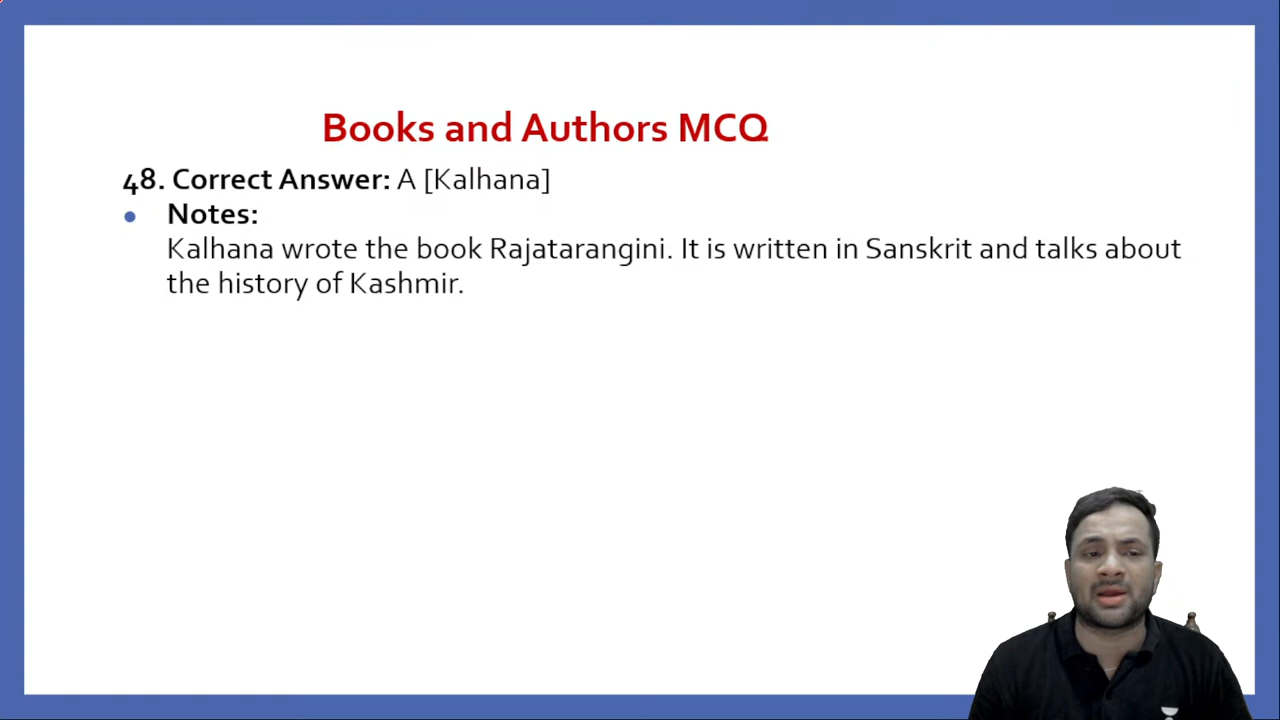 Books and Authors MCQ
48. Correct Answer: A [Kalhana]
Notes:
Kalhana wrote the book Rajatarangini. It is written in Sanskrit and talks about
the history of Kashmir.